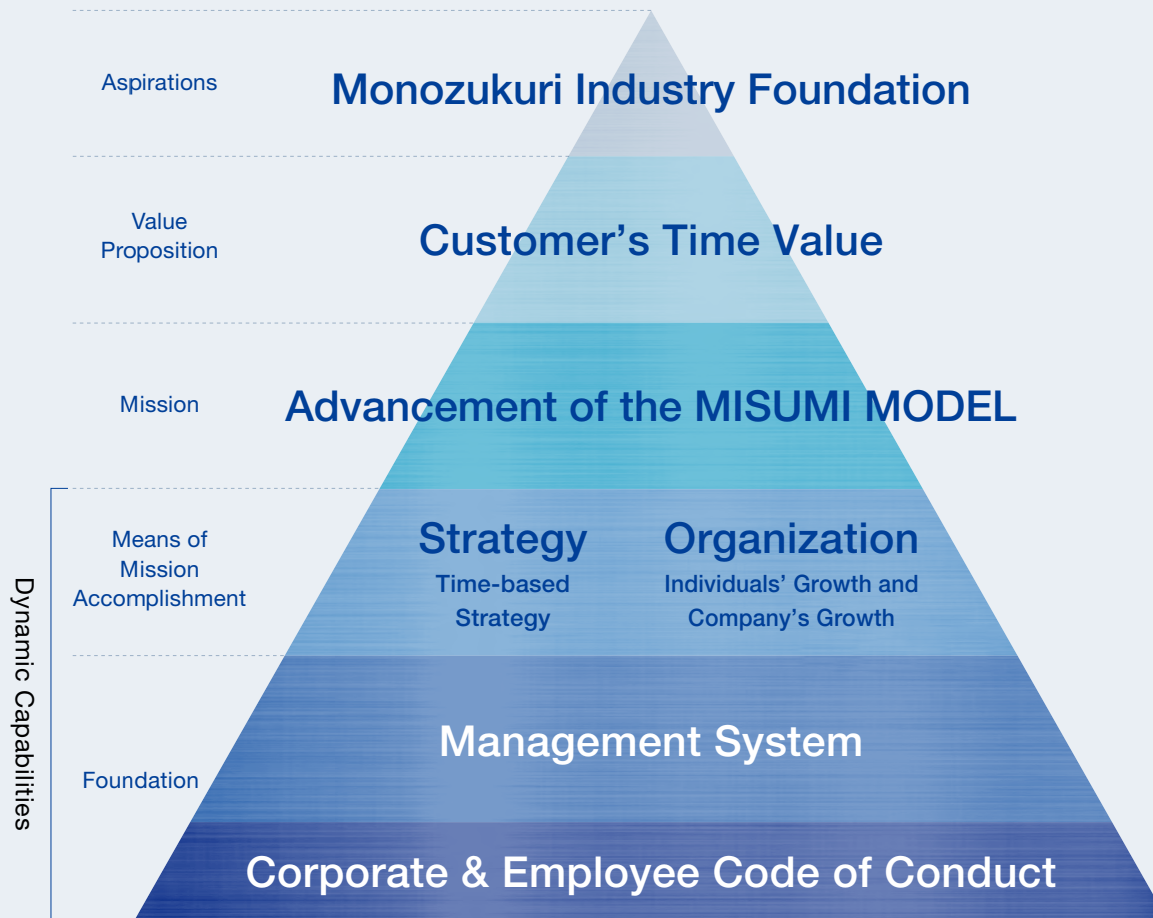 Aspirations
Monozukuri Industry Foundation
Value
Proposition
Customer’s Time Value
Mission
Advancement of the MISUMI MODEL
Dynamic Capabilities
Means of
Mission
Accomplishment
Strategy
Time-based
Strategy
Organization
Individuals’ Growth and
Company’s Growth
Foundation
Management System
Corporate & Employee Code of Conduct